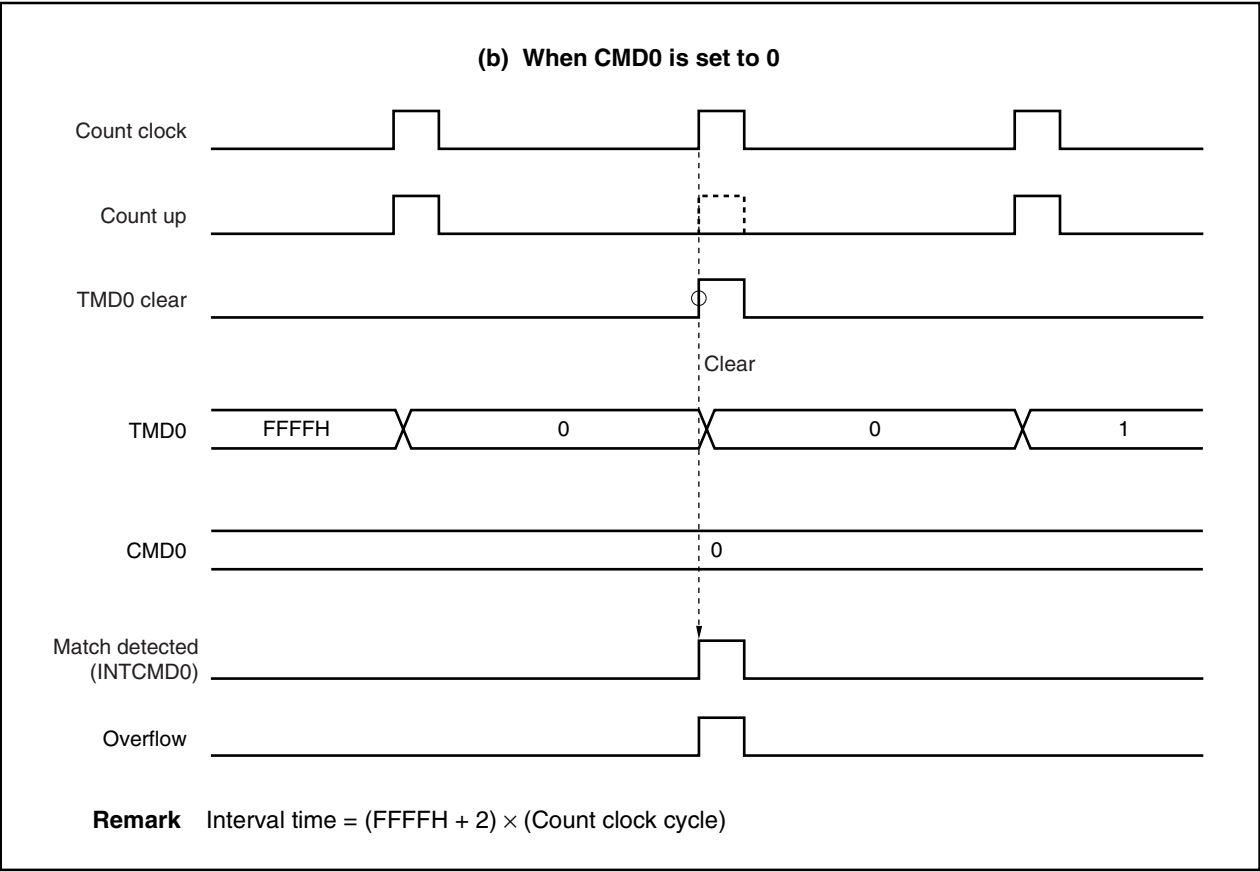 (b) When CMD0 is set to 0
Count clock
Count up
TMD0 clear
Clear
TMD0
FFFFH
0
0
1
CMD0
0
Match detected
(INTCMD0)
Overflow
Remark Interval time = (FFFFH + 2) × (Count clock cycle)